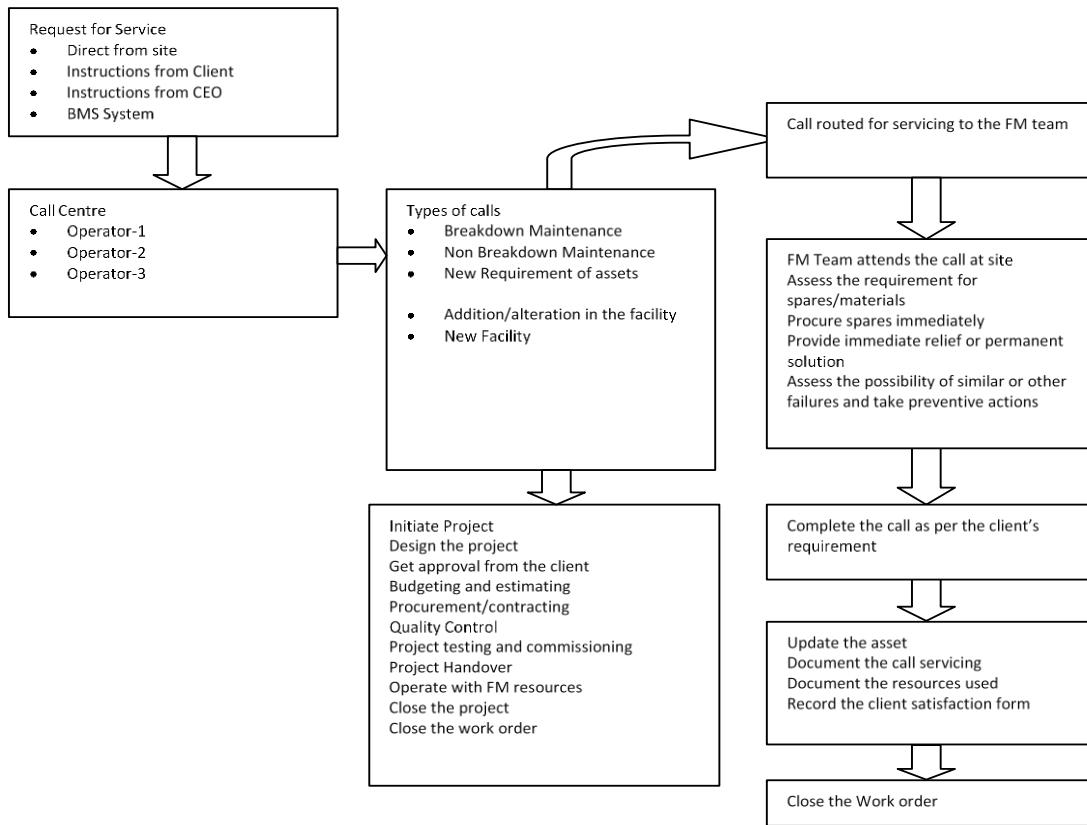 Request for Service
• Direct from site
• Instructions from Client
• Instructions from CEO
• BMS System
Call Centre
• Operator-1
• Operator-2
• Operator-3
Types of calls
• Breakdown Maintenance
• Non Breakdown Maintenance
• New Requirement of assets
• Addition/alteration in the facility
• New Facility
Initiate Project
Design the project
Get approval from the client
Budgeting and estimating
Procurement/contracting
Quality Control
Project testing and commissioning
Project Handover
Operate with FM resources
Close the project
Close the work order
Call routed for servicing to the FM team
FM Team attends the call at site
Assess the requirement for
spares/materials
Procure spares immediately
Provide immediate relief or permanent
solution
Assess the possibility of similar or other
failures and take preventive actions
Complete the call as per the client's
requirement
Update the asset
Document the call servicing
Document the resources used
Record the client satisfaction form
Close the Work order